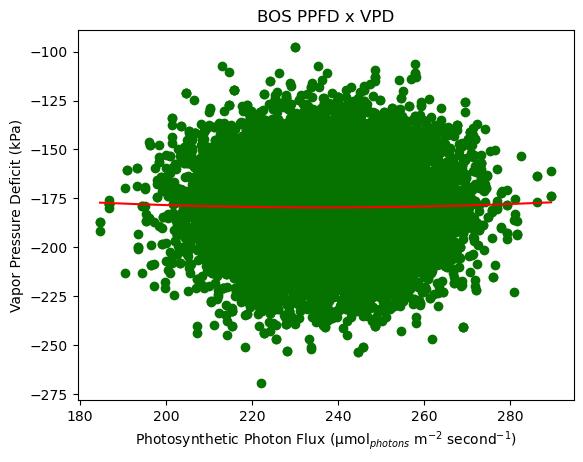 BOS PPFD x VPD
−100
−125
−150
−175
−200
−225
−250
−275
Vapor Pressure Deficit (kPa)
180 200 220 240 260 280
Photosynthetic Photon Flux (μmol_photons m⁻² second⁻¹)